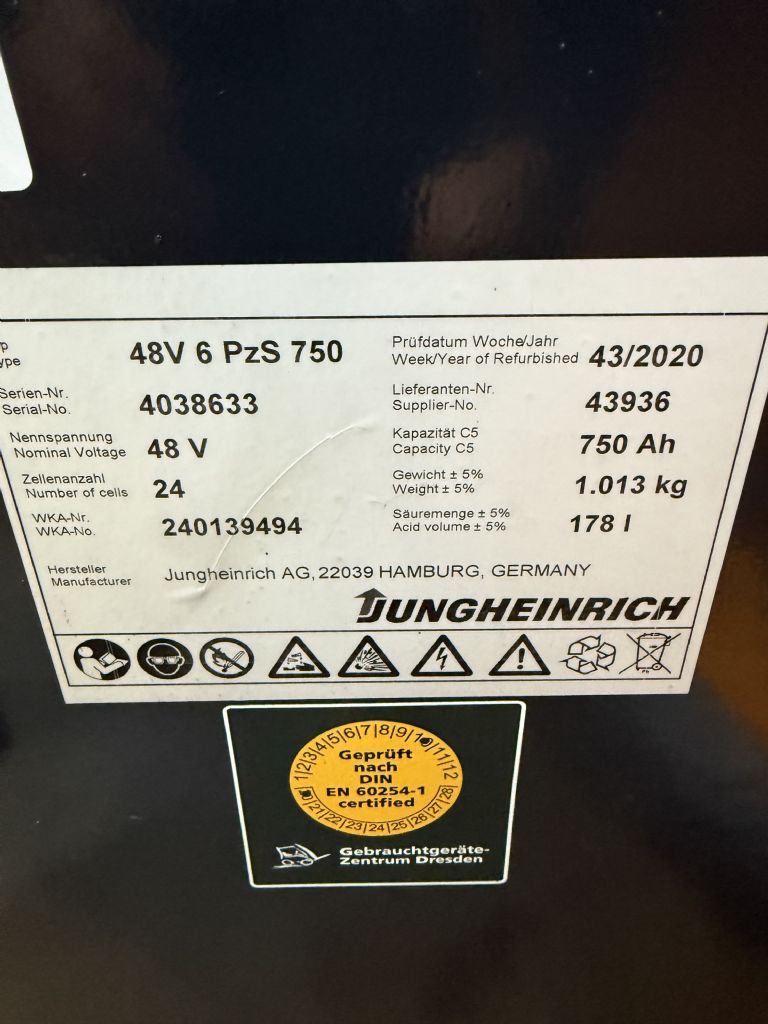 48V 6 PzS 750
Prüfdatum Woche/Jahr
Week/Year of Refurbished 43/2020
Serien-Nr.
Serial-No. 4038633
Lieferanten-Nr.
Supplier-No. 43936
Nennspannung
Nominal Voltage 48 V
Kapazität C5
Capacity C5 750 Ah
Zellenanzahl
Number of cells 24
Gewicht ± 5%
Weight ± 5% 1.013 kg
WKA-Nr.
WKA-No. 240139494
Säuremenge ± 5%
Acid volume ± 5% 178 l
Hersteller
Manufacturer Jungheinrich AG, 22039 HAMBURG, GERMANY
JUNGHEINRICH
Pb
1/2/3/4/5/6/7/8/9/10/11/12
Geprüft
nach
DIN
EN 60254-1
certified
21/22/23/24/25/26/27/28
Gebrauchtgeräte-
Zentrum Dresden